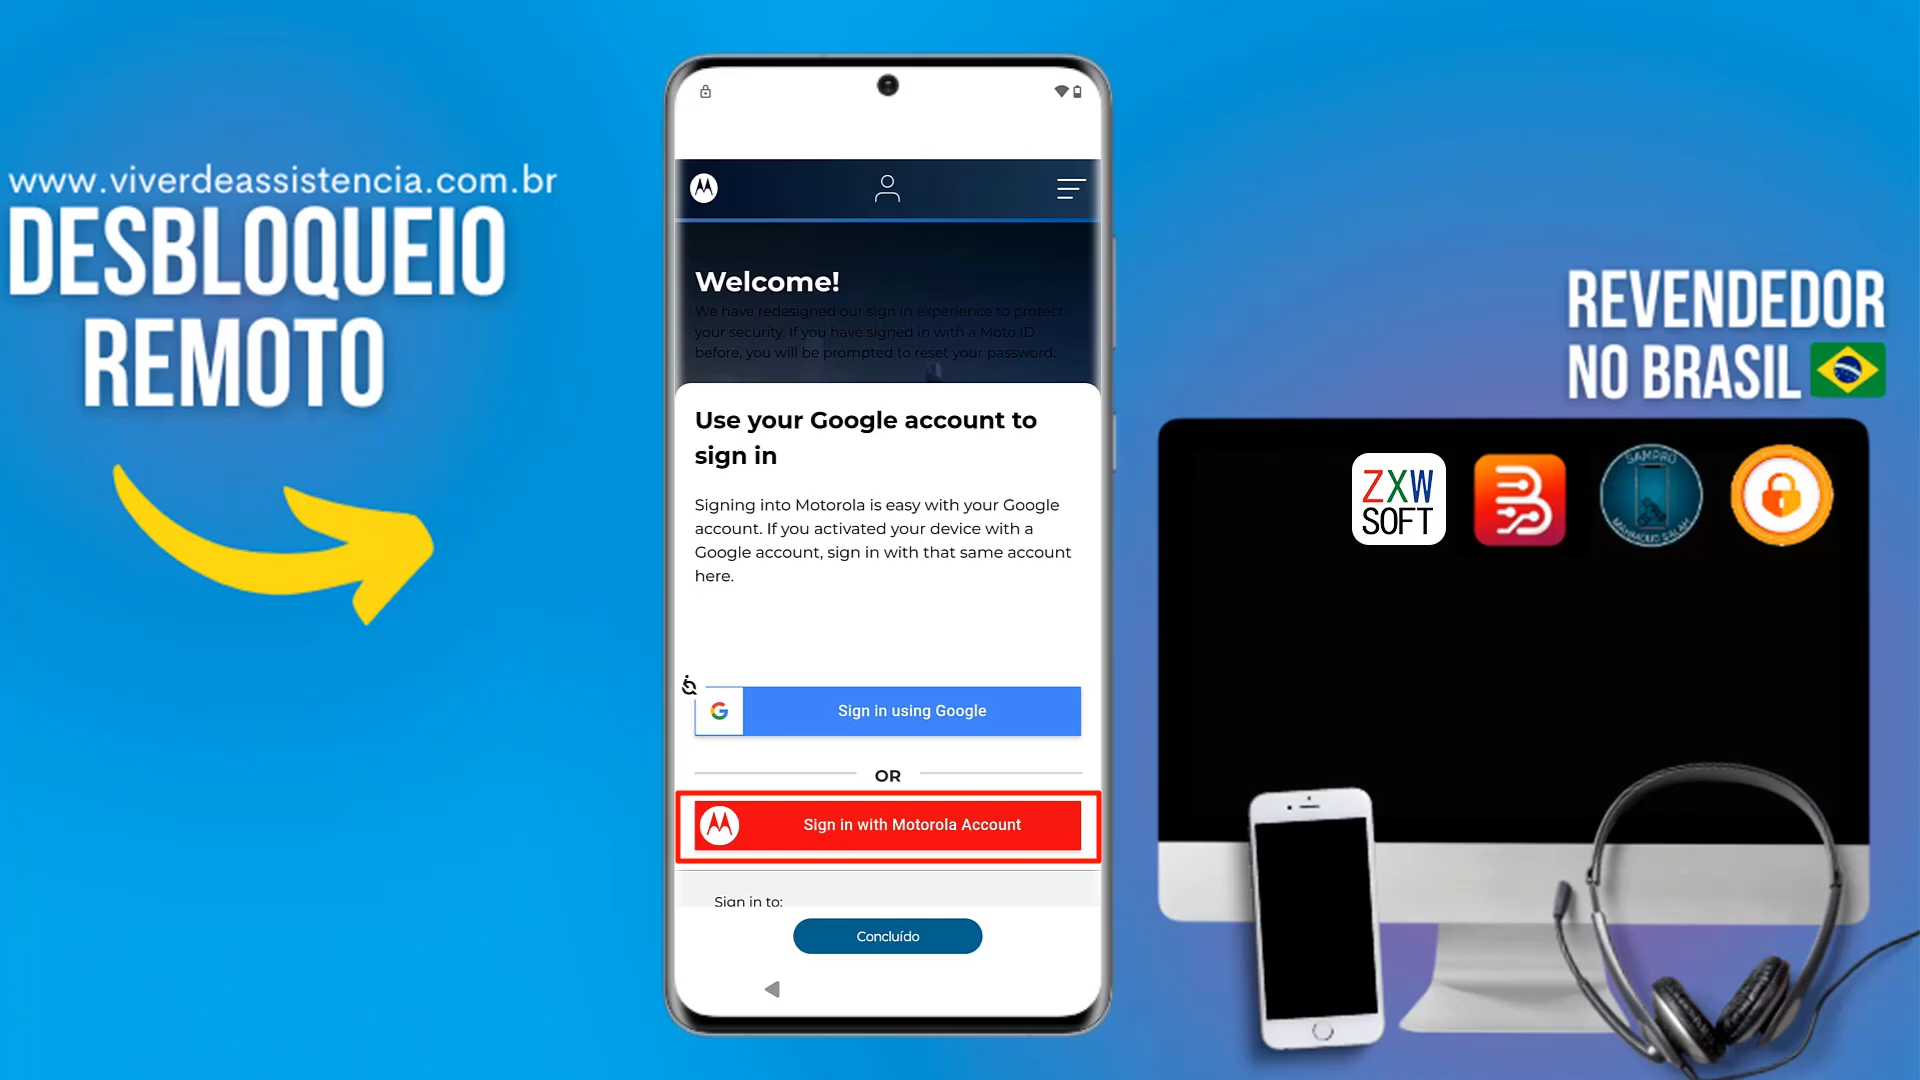 www.viverdeassistencia.com.br
DESBLOQUEIO
REMOTO
Welcome!
We have redesigned our sign in experience to protect
your security. If you have signed in with a Moto ID
before, you will be prompted to reset your password.
Use your Google account to
sign in
Signing into Motorola is easy with your Google
account. If you activated your device with a
Google account, sign in with that same account
here.
G
Sign in using Google
OR
Sign in with Motorola Account
Sign in to:
Concluído
REVENDEDOR
NO BRASIL
ZXW
SOFT
SAMPRO
MAHMOUD SALAH